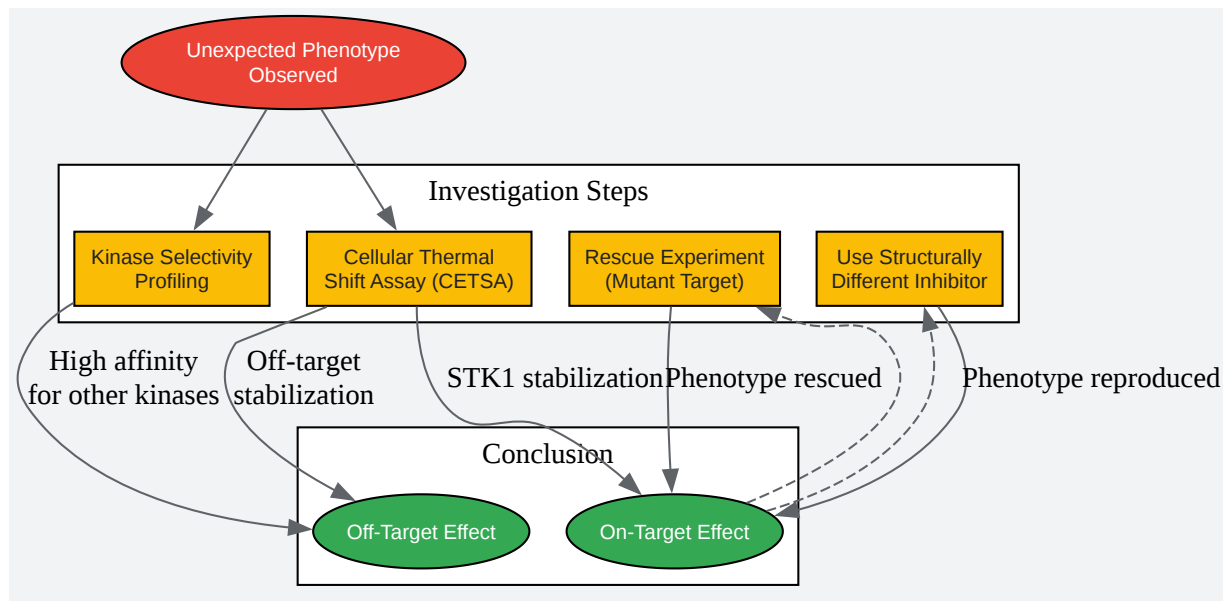 Unexpected Phenotype
Observed
Investigation Steps
Kinase Selectivity
Profiling
Cellular Thermal
Shift Assay (CETSA)
Rescue Experiment
(Mutant Target)
Use Structurally
Different Inhibitor
High affinity
for other kinases
Off-target
stabilization
STK1 stabilization
Phenotype rescued
Phenotype reproduced
Conclusion
Off-Target Effect
On-Target Effect